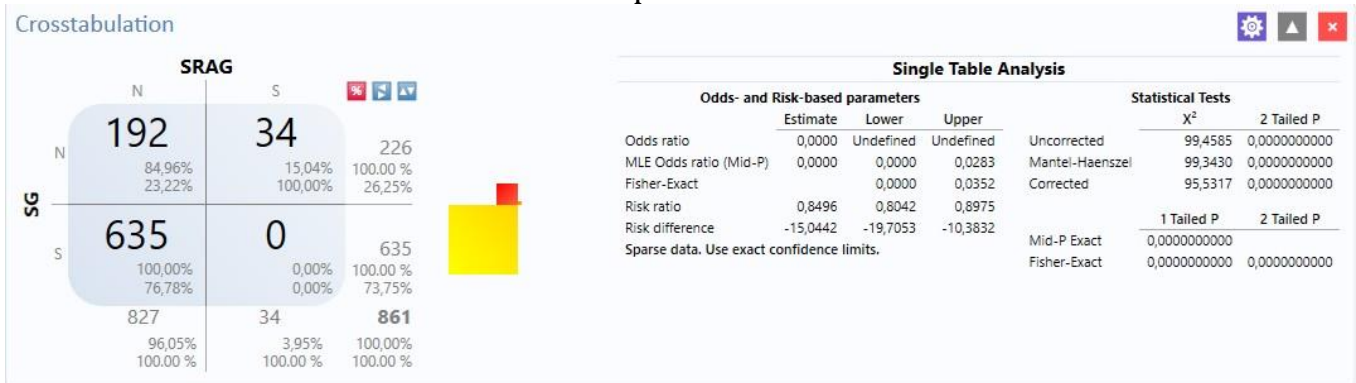 Crosstabulation
SRAG
N S
192 34 226
84,96% 15,04% 100.00 %
23,22% 100,00% 26,25%
N
SG
635 0 635
S
100,00% 0,00% 100.00 %
76,78% 0,00% 73,75%
827 34 861
96,05% 3,95% 100,00%
100.00 % 100.00 % 100.00 %
Single Table Analysis
Odds- and Risk-based parameters
Estimate Lower Upper
Odds ratio 0,0000 Undefined Undefined
MLE Odds ratio (Mid-P) 0,0000 0,0000 0,0283
Fisher-Exact 0,0000 0,0352
Risk ratio 0,8496 0,8042 0,8975
Risk difference -15,0442 -19,7053 -10,3832
Sparse data. Use exact confidence limits.
Statistical Tests
X² 2 Tailed P
Uncorrected 99,4585 0,0000000000
Mantel-Haenszel 99,3430 0,0000000000
Corrected 95,5317 0,0000000000
1 Tailed P 2 Tailed P
Mid-P Exact 0,0000000000
Fisher-Exact 0,0000000000 0,0000000000